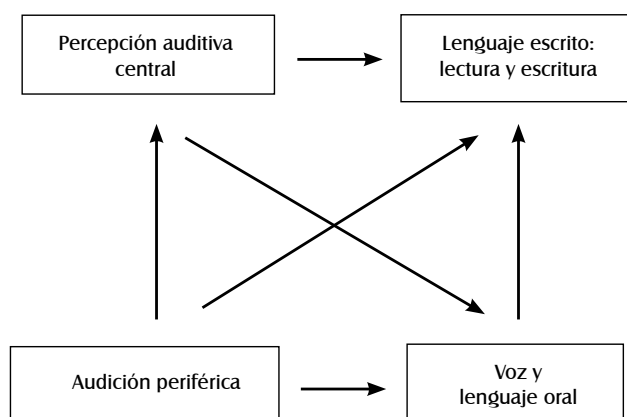 Percepción auditiva
central
Lenguaje escrito:
lectura y escritura
Audición periférica
Voz y
lenguaje oral